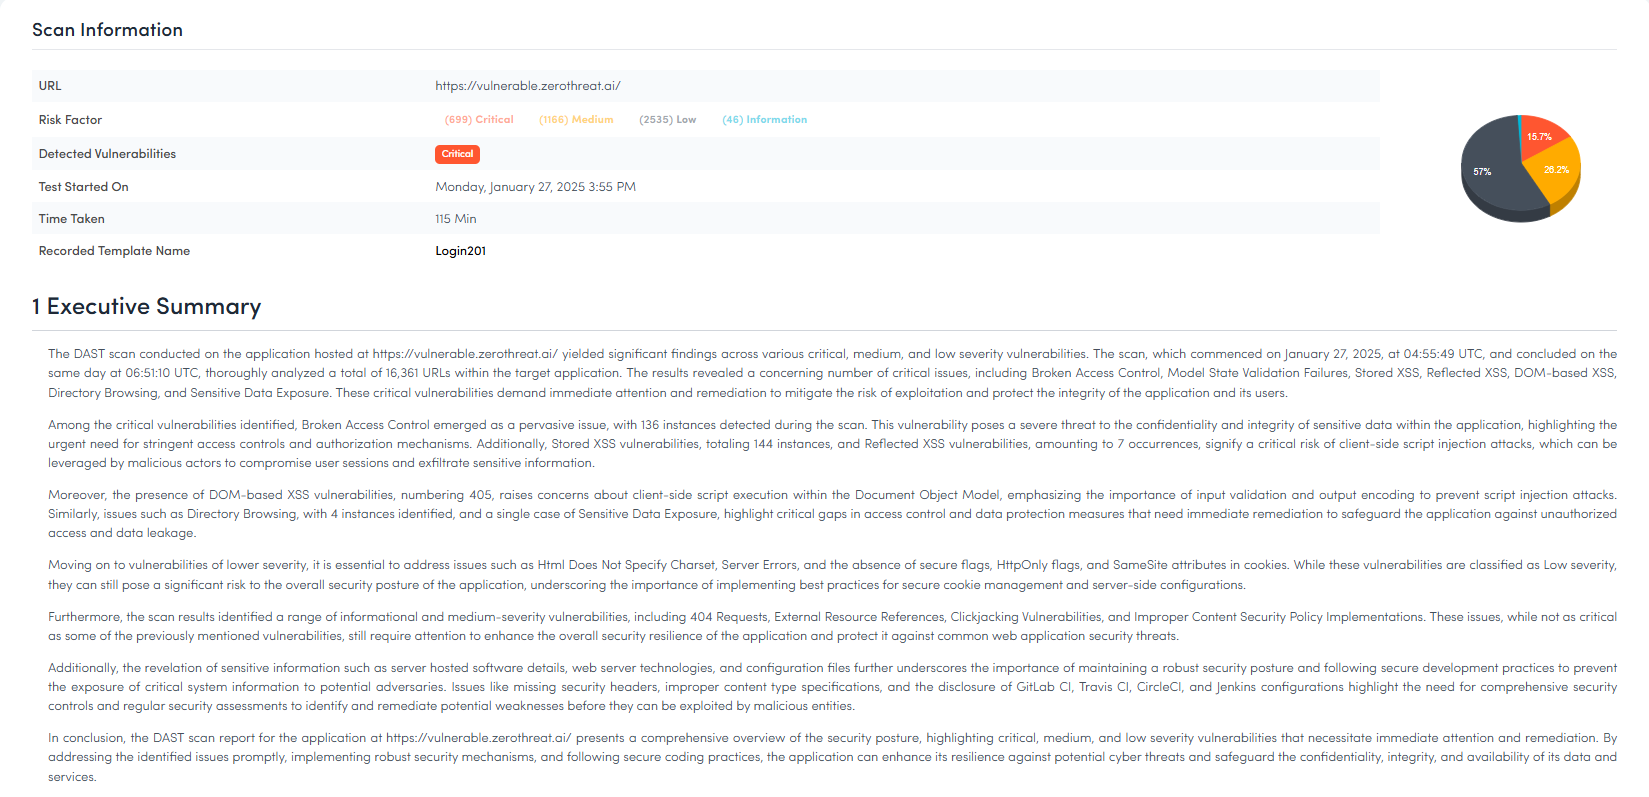 Scan Information
URL https://vulnerable.zerothreat.ai/
Risk Factor (699) Critical (1166) Medium (2535) Low (46) Information
Detected Vulnerabilities Critical
Test Started On Monday, January 27, 2025 3:55 PM
Time Taken 115 Min
Recorded Template Name Login201
15.7%
26.2%
57%
1 Executive Summary
The DAST scan conducted on the application hosted at https://vulnerable.zerothreat.ai/ yielded significant findings across various critical, medium, and low severity vulnerabilities. The scan, which commenced on January 27, 2025, at 04:55:49 UTC, and concluded on the
same day at 06:51:10 UTC, thoroughly analyzed a total of 16,361 URLs within the target application. The results revealed a concerning number of critical issues, including Broken Access Control, Model State Validation Failures, Stored XSS, Reflected XSS, DOM-based XSS,
Directory Browsing, and Sensitive Data Exposure. These critical vulnerabilities demand immediate attention and remediation to mitigate the risk of exploitation and protect the integrity of the application and its users.
Among the critical vulnerabilities identified, Broken Access Control emerged as a pervasive issue, with 136 instances detected during the scan. This vulnerability poses a severe threat to the confidentiality and integrity of sensitive data within the application, highlighting the
urgent need for stringent access controls and authorization mechanisms. Additionally, Stored XSS vulnerabilities, totaling 144 instances, and Reflected XSS vulnerabilities, amounting to 7 occurrences, signify a critical risk of client-side script injection attacks, which can be
leveraged by malicious actors to compromise user sessions and exfiltrate sensitive information.
Moreover, the presence of DOM-based XSS vulnerabilities, numbering 405, raises concerns about client-side script execution within the Document Object Model, emphasizing the importance of input validation and output encoding to prevent script injection attacks.
Similarly, issues such as Directory Browsing, with 4 instances identified, and a single case of Sensitive Data Exposure, highlight critical gaps in access control and data protection measures that need immediate remediation to safeguard the application against unauthorized
access and data leakage.
Moving on to vulnerabilities of lower severity, it is essential to address issues such as Html Does Not Specify Charset, Server Errors, and the absence of secure flags, HttpOnly flags, and SameSite attributes in cookies. While these vulnerabilities are classified as Low severity,
they can still pose a significant risk to the overall security posture of the application, underscoring the importance of implementing best practices for secure cookie management and server-side configurations.
Furthermore, the scan results identified a range of informational and medium-severity vulnerabilities, including 404 Requests, External Resource References, Clickjacking Vulnerabilities, and Improper Content Security Policy Implementations. These issues, while not as critical
as some of the previously mentioned vulnerabilities, still require attention to enhance the overall security resilience of the application and protect it against common web application security threats.
Additionally, the revelation of sensitive information such as server hosted software details, web server technologies, and configuration files further underscores the importance of maintaining a robust security posture and following secure development practices to prevent
the exposure of critical system information to potential adversaries. Issues like missing security headers, improper content type specifications, and the disclosure of GitLab CI, Travis CI, CircleCI, and Jenkins configurations highlight the need for comprehensive security
controls and regular security assessments to identify and remediate potential weaknesses before they can be exploited by malicious entities.
In conclusion, the DAST scan report for the application at https://vulnerable.zerothreat.ai/ presents a comprehensive overview of the security posture, highlighting critical, medium, and low severity vulnerabilities that necessitate immediate attention and remediation. By
addressing the identified issues promptly, implementing robust security mechanisms, and following secure coding practices, the application can enhance its resilience against potential cyber threats and safeguard the confidentiality, integrity, and availability of its data and
services.